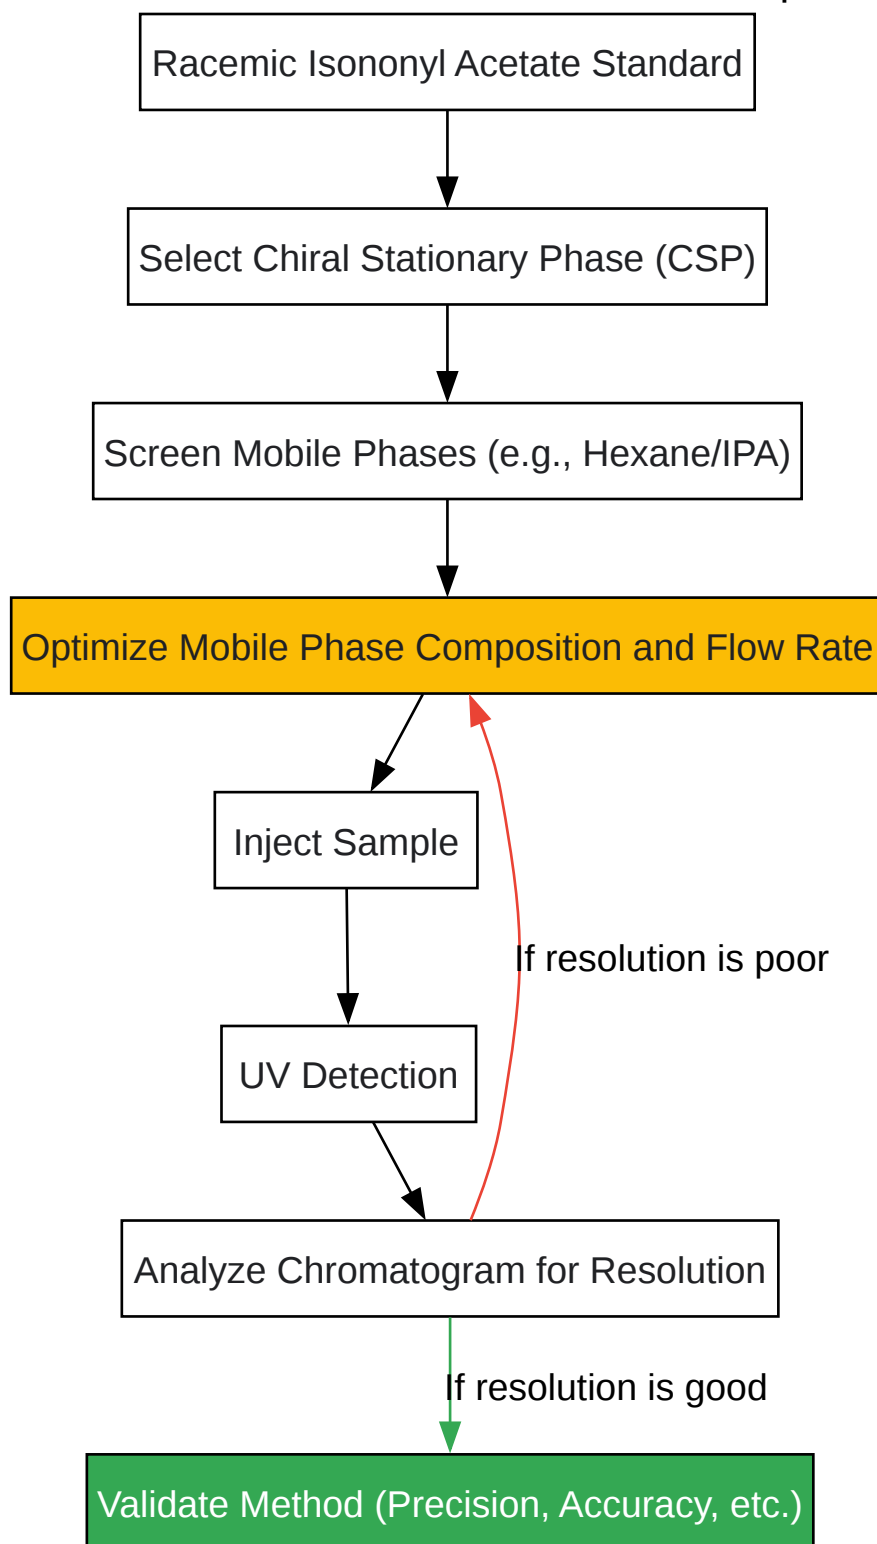 Racemic Isononyl Acetate Standard
Select Chiral Stationary Phase (CSP)
Screen Mobile Phases (e.g., Hexane/IPA)
Optimize Mobile Phase Composition and Flow Rate
Inject Sample
If resolution is poor
UV Detection
Analyze Chromatogram for Resolution
If resolution is good
Validate Method (Precision, Accuracy, etc.)